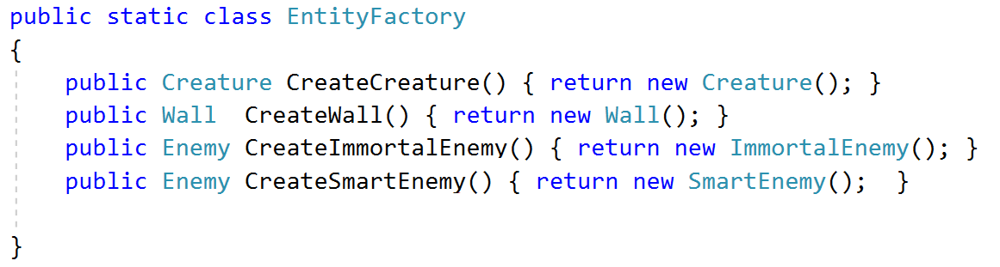 public static class EntityFactory
{
    public Creature CreateCreature() { return new Creature(); }
    public Wall  CreateWall() { return new Wall(); }
    public Enemy CreateImmortalEnemy() { return new ImmortalEnemy(); }
    public Enemy CreateSmartEnemy() { return new SmartEnemy();  }
}